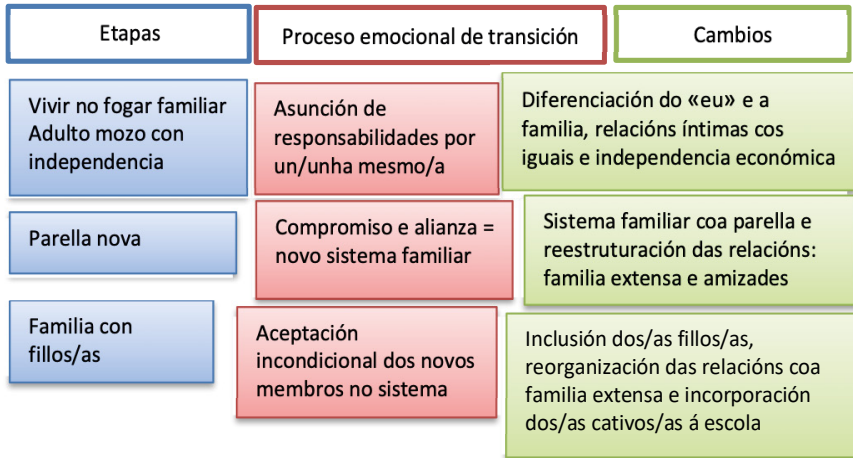 Etapas
Proceso emocional de transición
Cambios
Vivir no fogar familiar
Adulto mozo con
independencia
Asunción de
responsabilidades por
un/unha mesmo/a
Diferenciación do «eu» e a
familia, relacións íntimas cos
iguais e independencia económica
Parella nova
Compromiso e alianza =
novo sistema familiar
Sistema familiar coa parella e
reestruturación das relacións:
familia extensa e amizades
Familia con
fillos/as
Aceptación
incondicional dos novos
membros no sistema
Inclusión dos/as fillos/as,
reorganización das relacións coa
familia extensa e incorporación
dos/as cativos/as á escola